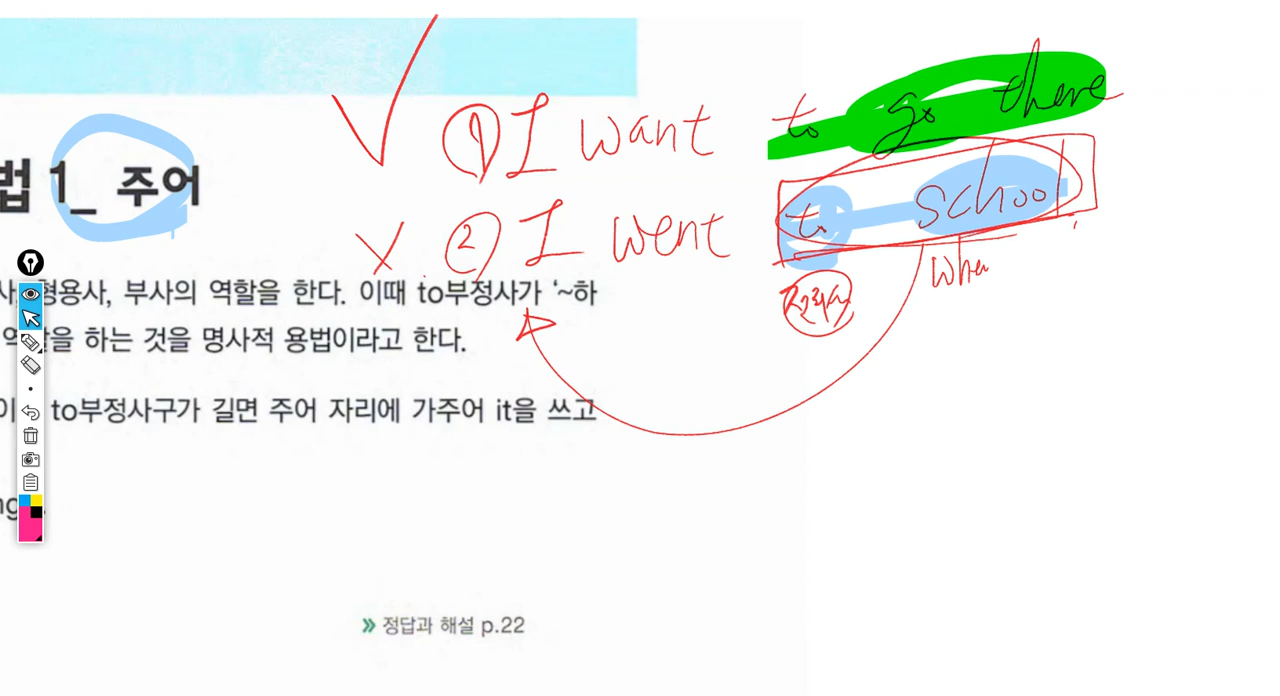 ① I want to go there
법 1_ 주어
② I went to school
whe
전치사
형용사, 부사의 역할을 한다. 이때 to부정사가 ‘~하
역할을 하는 것을 명사적 용법이라고 한다.
to부정사구가 길면 주어 자리에 가주어 it을 쓰고
정답과 해설 p.22